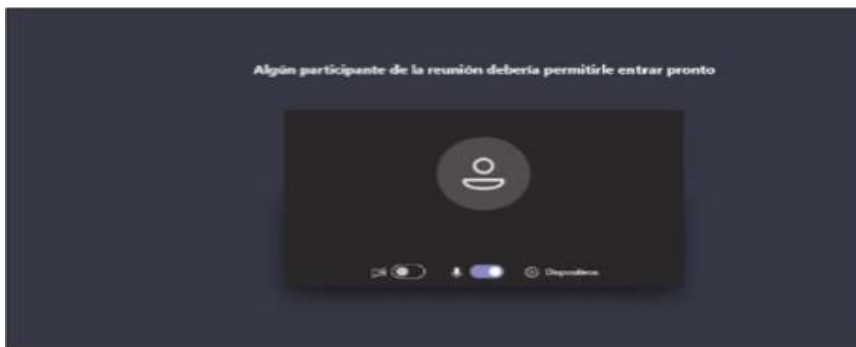 Algún participante de la reunión debería permitirle entrar pronto
Dispositivos